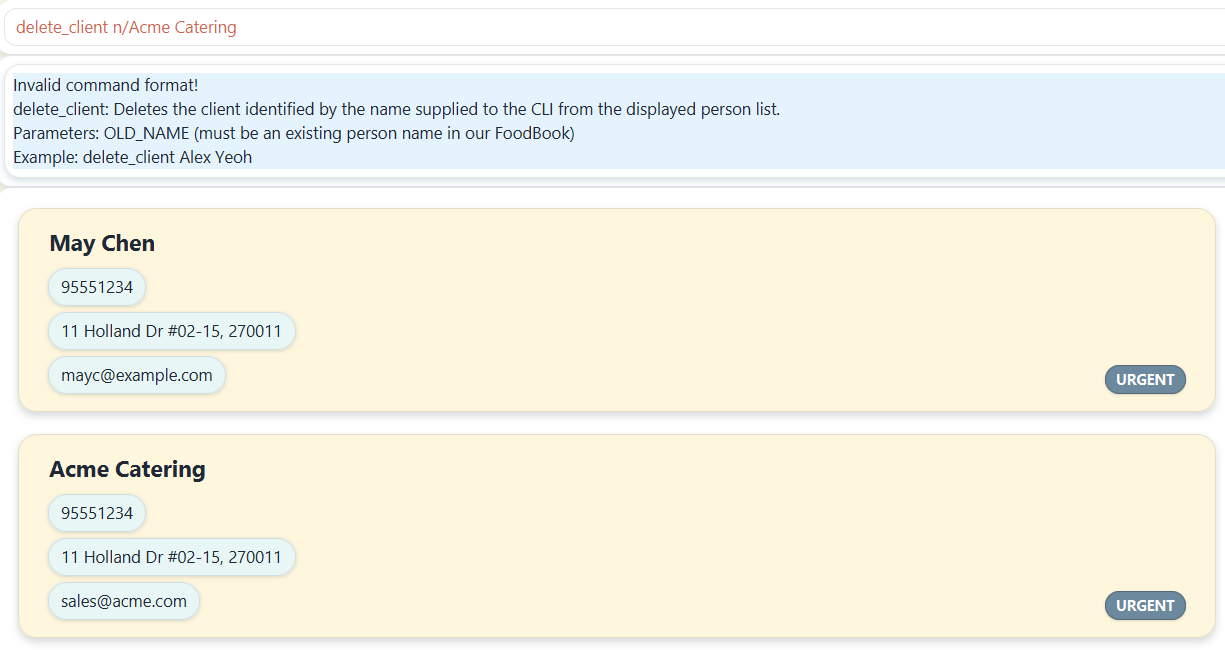 delete_client n/Acme Catering
Invalid command format!
delete_client: Deletes the client identified by the name supplied to the CLI from the displayed person list.
Parameters: OLD_NAME (must be an existing person name in our FoodBook)
Example: delete_client Alex Yeoh
May Chen
95551234
11 Holland Dr #02-15, 270011
mayc@example.com
URGENT
Acme Catering
95551234
11 Holland Dr #02-15, 270011
sales@acme.com
URGENT